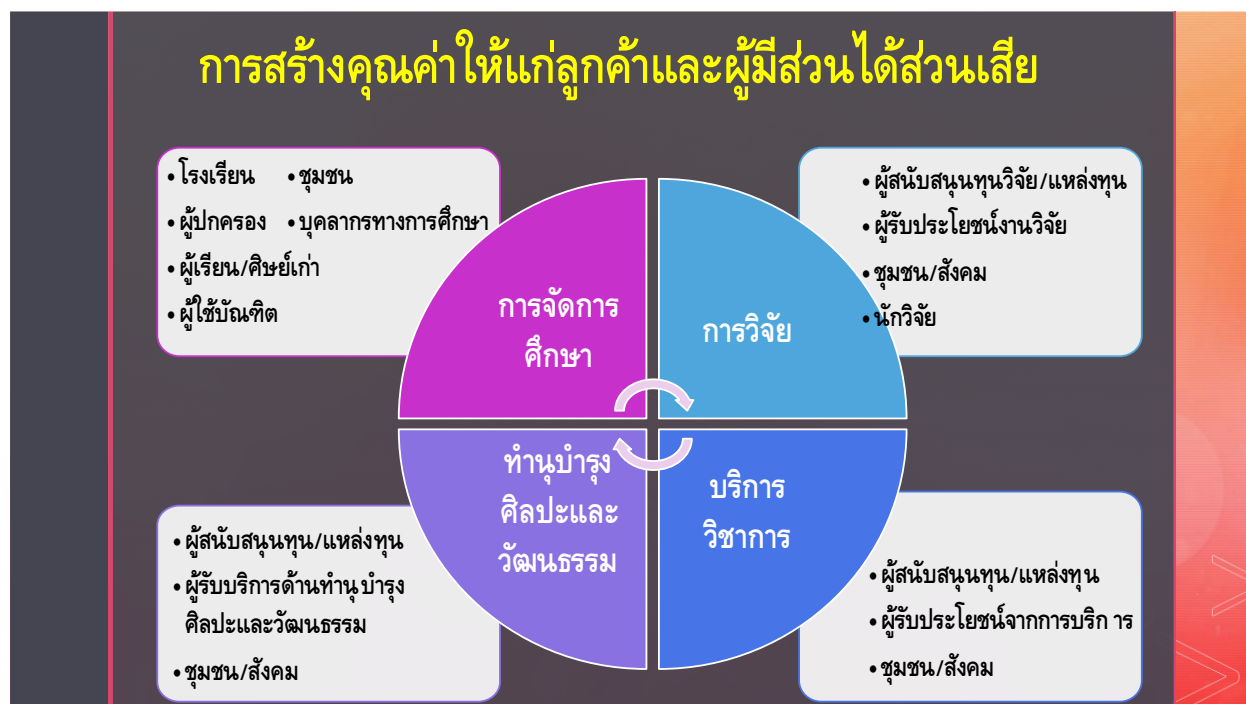 การสร้างคุณค่าให้แก่ลูกค้าและผู้มีส่วนได้ส่วนเสีย
• โรงเรียน • ชุมชน
• ผู้ปกครอง • บุคลากรทางการศึกษา
• ผู้เรียน/ศิษย์เก่า
• ผู้ใช้บัณฑิต
• ผู้สนับสนุนทุนวิจัย/แหล่งทุน
• ผู้รับประโยชน์งานวิจัย
• ชุมชน/สังคม
• นักวิจัย
การจัดการ
ศึกษา
การวิจัย
ทำนุบำรุง
ศิลปะและ
วัฒนธรรม
บริการ
วิชาการ
• ผู้สนับสนุนทุน/แหล่งทุน
• ผู้รับบริการด้านทำนุบำรุง
ศิลปะและวัฒนธรรม
• ชุมชน/สังคม
• ผู้สนับสนุนทุน/แหล่งทุน
• ผู้รับประโยชน์จากการบริก าร
• ชุมชน/สังคม